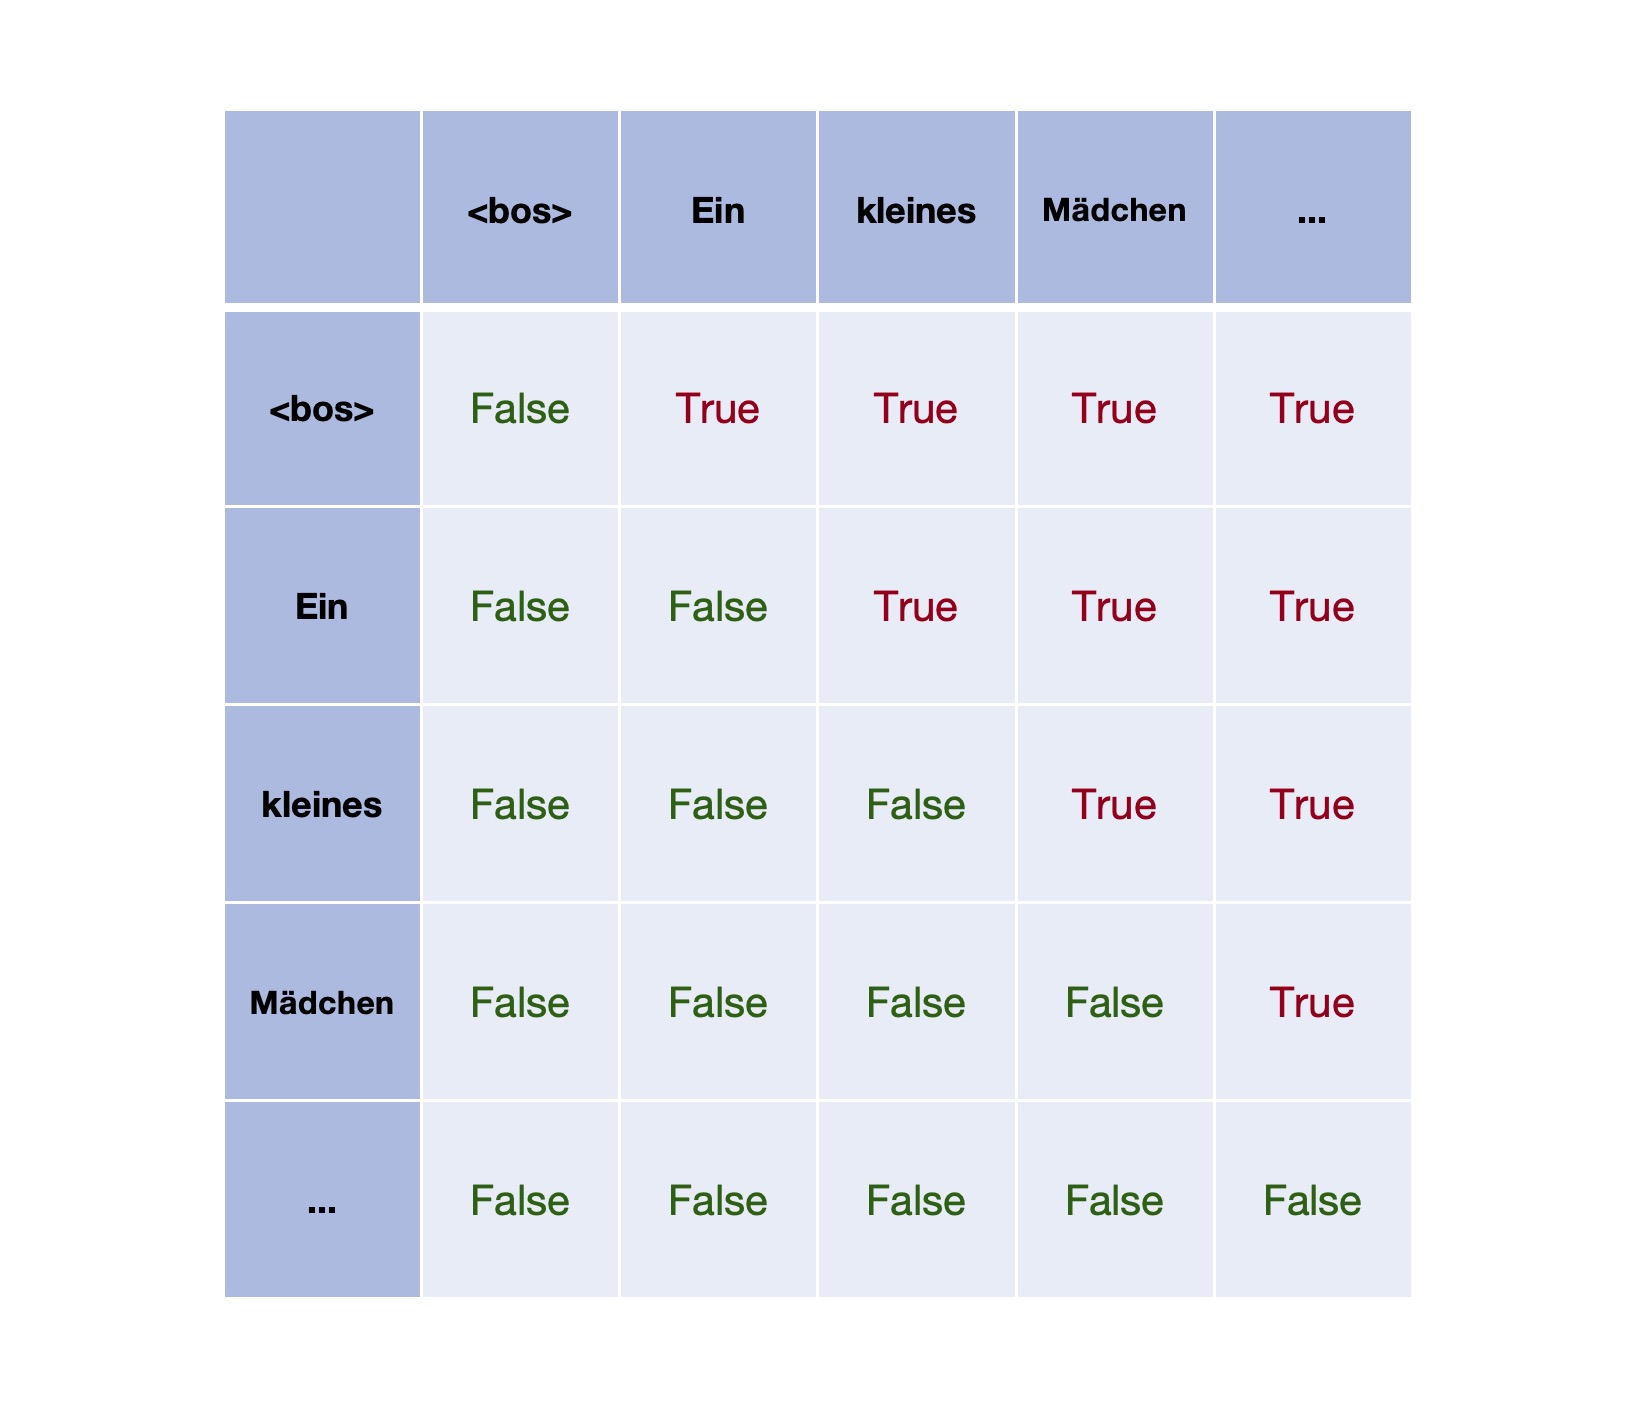 <bos> Ein kleines Mädchen ...
<bos> False True True True True
Ein False False True True True
kleines False False False True True
Mädchen False False False False True
... False False False False False